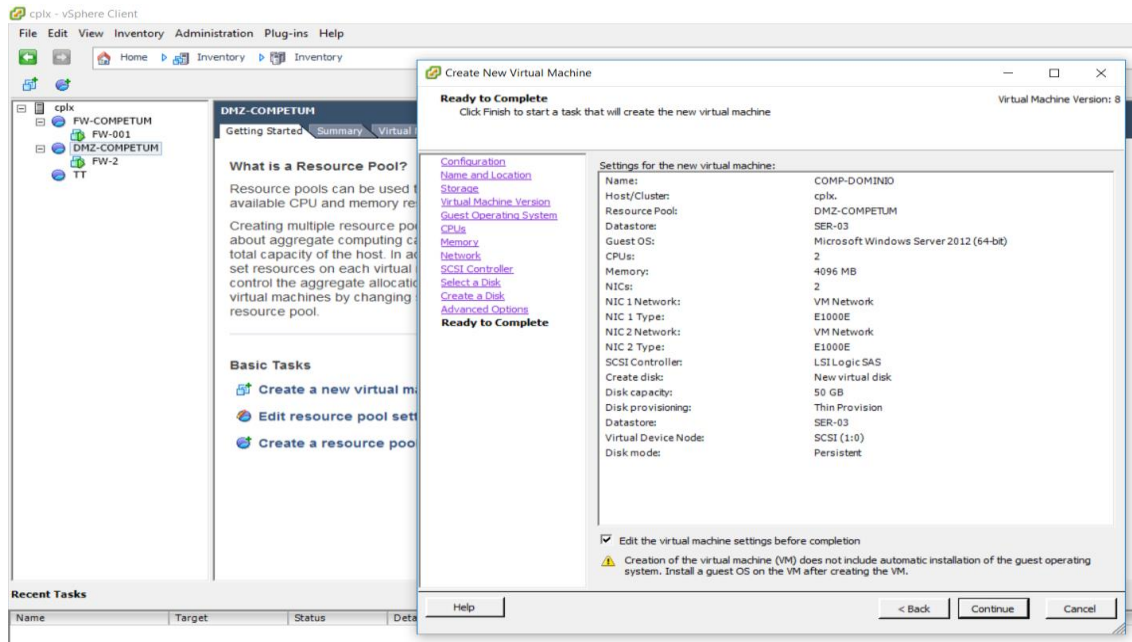 cplx - vSphere Client
File Edit View Inventory Administration Plug-ins Help
Home Inventory Inventory
cplx
FW-COMPETUM
FW-001
DMZ-COMPETUM
FW-2
TT
DMZ-COMPETUM
Getting Started Summary Virtual
What is a Resource Pool?
Resource pools can be used t
available CPU and memory re
Creating multiple resource po
about aggregate computing ca
total capacity of the host. In ad
set resources on each virtual
control the aggregate allocatio
virtual machines by changing
resource pool.
Basic Tasks
Create a new virtual ma
Edit resource pool sett
Create a resource poo
Create New Virtual Machine
Ready to Complete
Click Finish to start a task that will create the new virtual machine
Virtual Machine Version: 8
Configuration
Name and Location
Storage
Virtual Machine Version
Guest Operating System
CPUs
Memory
Network
SCSI Controller
Select a Disk
Create a Disk
Advanced Options
Ready to Complete
Settings for the new virtual machine:
Name: COMP-DOMINIO
Host/Cluster: cplx.
Resource Pool: DMZ-COMPETUM
Datastore: SER-03
Guest OS: Microsoft Windows Server 2012 (64-bit)
CPUs: 2
Memory: 4096 MB
NICs: 2
NIC 1 Network: VM Network
NIC 1 Type: E1000E
NIC 2 Network: VM Network
NIC 2 Type: E1000E
SCSI Controller: LSI Logic SAS
Create disk: New virtual disk
Disk capacity: 50 GB
Disk provisioning: Thin Provision
Datastore: SER-03
Virtual Device Node: SCSI (1:0)
Disk mode: Persistent
Edit the virtual machine settings before completion
Creation of the virtual machine (VM) does not include automatic installation of the guest operating
system. Install a guest OS on the VM after creating the VM.
Help < Back Continue Cancel
Recent Tasks
Name Target Status Deta